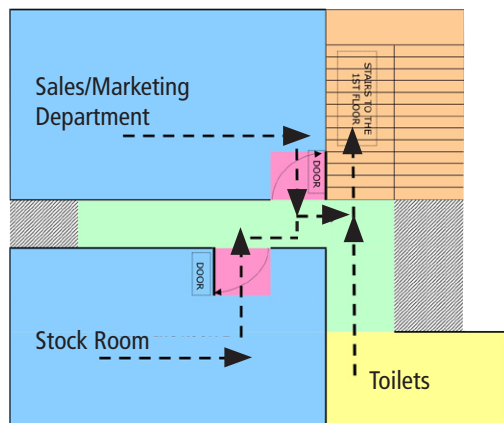 Sales/Marketing
Department
STAIRS TO THE
1ST FLOOR
DOOR
DOOR
Stock Room
Toilets